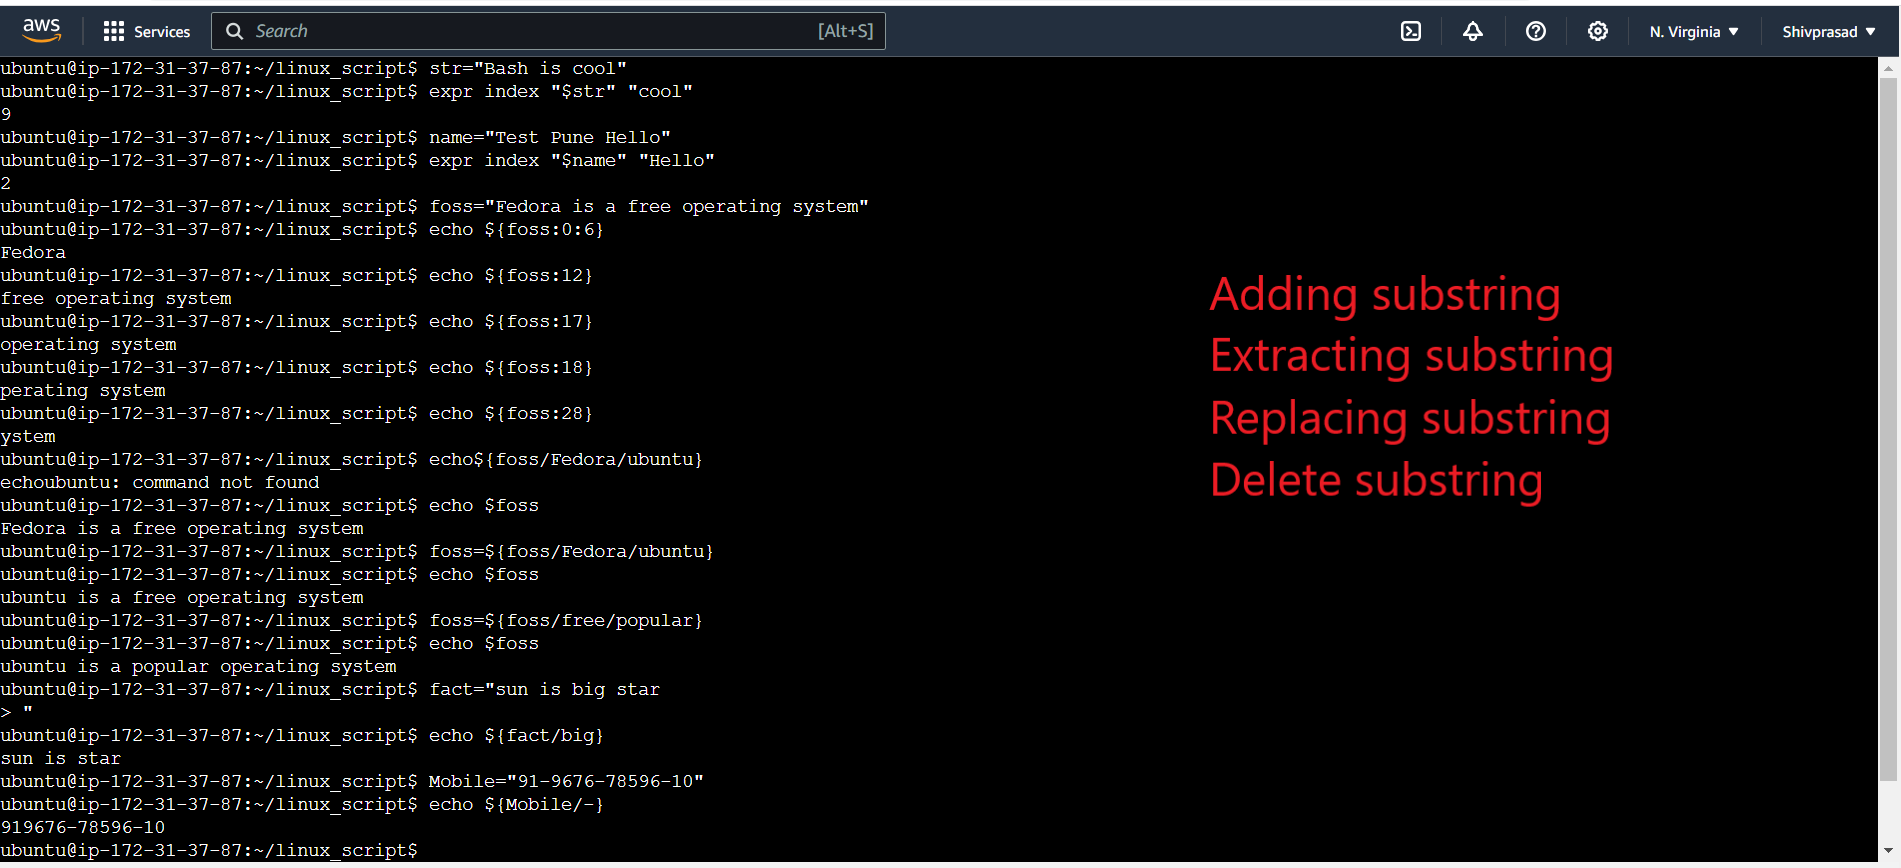 aws Services Search [Alt+S] N. Virginia Shivprasad
ubuntu@ip-172-31-37-87:~/linux_script$ str="Bash is cool"
ubuntu@ip-172-31-37-87:~/linux_script$ expr index "$str" "cool"
9
ubuntu@ip-172-31-37-87:~/linux_script$ name="Test Pune Hello"
ubuntu@ip-172-31-37-87:~/linux_script$ expr index "$name" "Hello"
2
ubuntu@ip-172-31-37-87:~/linux_script$ foss="Fedora is a free operating system"
ubuntu@ip-172-31-37-87:~/linux_script$ echo ${foss:0:6}
Fedora
ubuntu@ip-172-31-37-87:~/linux_script$ echo ${foss:12}
free operating system
ubuntu@ip-172-31-37-87:~/linux_script$ echo ${foss:17}
operating system
ubuntu@ip-172-31-37-87:~/linux_script$ echo ${foss:18}
perating system
ubuntu@ip-172-31-37-87:~/linux_script$ echo ${foss:28}
ystem
ubuntu@ip-172-31-37-87:~/linux_script$ echo${foss/Fedora/ubuntu}
echoubuntu: command not found
ubuntu@ip-172-31-37-87:~/linux_script$ echo $foss
Fedora is a free operating system
ubuntu@ip-172-31-37-87:~/linux_script$ foss=${foss/Fedora/ubuntu}
ubuntu@ip-172-31-37-87:~/linux_script$ echo $foss
ubuntu is a free operating system
ubuntu@ip-172-31-37-87:~/linux_script$ foss=${foss/free/popular}
ubuntu@ip-172-31-37-87:~/linux_script$ echo $foss
ubuntu is a popular operating system
ubuntu@ip-172-31-37-87:~/linux_script$ fact="sun is big star
> "
ubuntu@ip-172-31-37-87:~/linux_script$ echo ${fact/big}
sun is star
ubuntu@ip-172-31-37-87:~/linux_script$ Mobile="91-9676-78596-10"
ubuntu@ip-172-31-37-87:~/linux_script$ echo ${Mobile/-}
919676-78596-10
ubuntu@ip-172-31-37-87:~/linux_script$
Adding substring
Extracting substring
Replacing substring
Delete substring